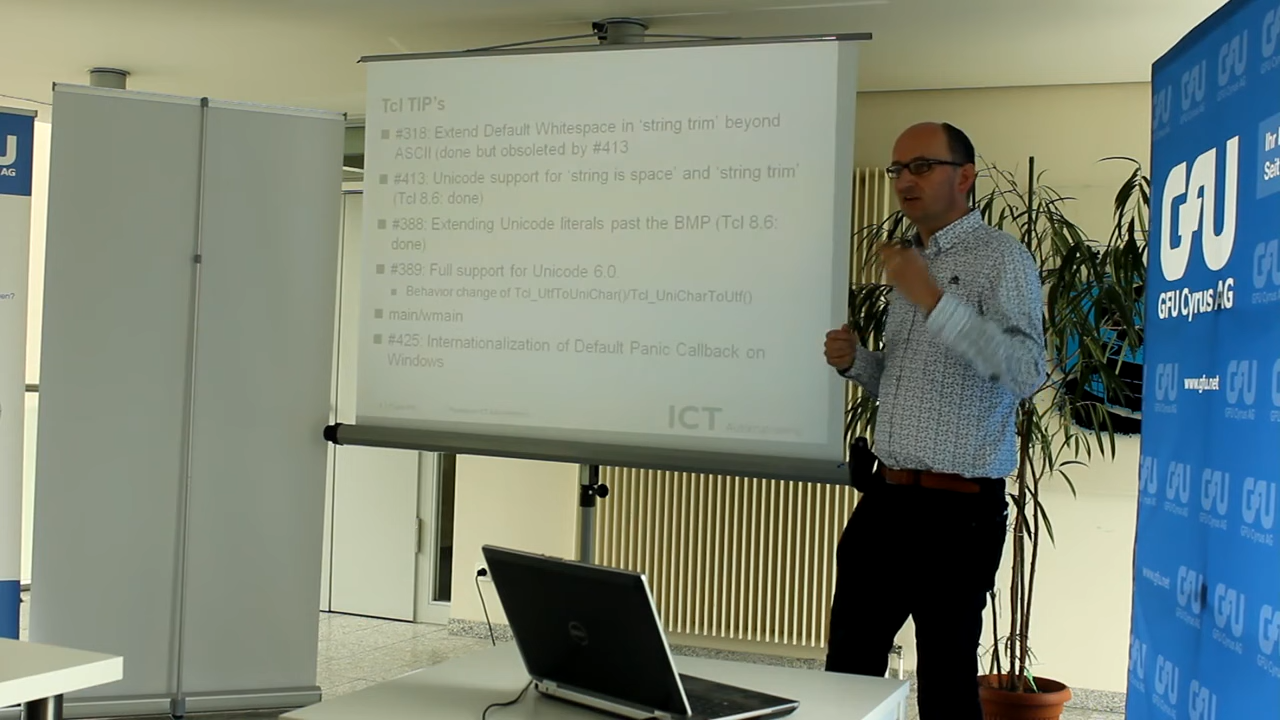 Tcl TIP's
#318: Extend Default Whitespace in 'string trim' beyond
ASCII (done but obsoleted by #413
#413: Unicode support for 'string is space' and 'string trim'
(Tcl 8.6: done)
#388: Extending Unicode literals past the BMP (Tcl 8.6:
done)
#389: Full support for Unicode 6.0.
Behavior change of Tcl_UtfToUniChar()/Tcl_UniCharToUtf()
main/wmain
#425: Internationalization of Default Panic Callback on
Windows
ICT
GFU
GFU Cyrus AG
www.gfu.net
Ihr
Seit
U
AG